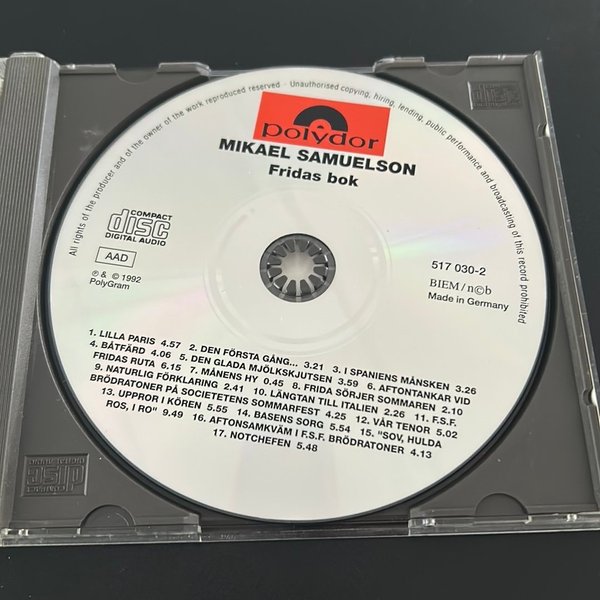 All rights of the producer and of the owner of the work reproduced reserved · Unauthorised copying, hiring, lending, public performance and broadcasting of this record prohibited
polydor
MIKAEL SAMUELSON
Fridas bok
COMPACT
disc
DIGITAL AUDIO
AAD
℗ & © 1992
PolyGram
517 030-2
BIEM/n©b
Made in Germany
1. LILLA PARIS 4.57 2. DEN FÖRSTA GÅNG... 3.21 3. I SPANIENS MÅNSKEN 3.26
4. BÅTFÄRD 4.06 5. DEN GLADA MJÖLKSKJUTSEN 3.59 6. AFTONTANKAR VID
FRIDAS RUTA 6.15 7. MÅNENS HY 0.45 8. FRIDA SÖRJER SOMMAREN 2.10
9. NATURLIG FÖRKLARING 2.41 10. LÄNGTAN TILL ITALIEN 2.26 11. F.S.F.
BRÖDRATONER PÅ SOCIETETENS SOMMARFEST 4.25 12. VÅR TENOR 5.02
13. UPPROR I KÖREN 5.55 14. BASENS SORG 5.54 15. "SOV, HULDA
ROS, I RO" 9.49 16. AFTONSAMKVÄM I F.S.F. BRÖDRATONER 4.13
17. NOTCHEFEN 5.48